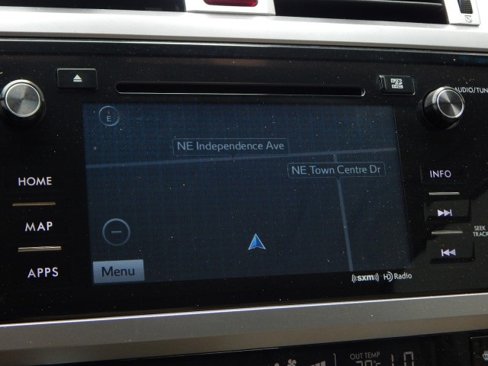 AUDIO/TUN
E
NE Independence Ave
NE Town Centre Dr
HOME
INFO
MAP
SEEK
TRACK
APPS
Menu
((sxm)) HD Radio
OUT TEMP